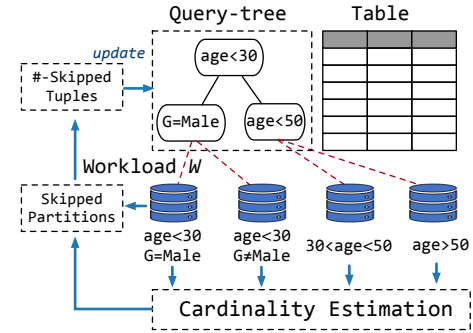 Query-tree
Table
update
age<30
#-Skipped
Tuples
G=Male
age<50
Workload W
Skipped
Partitions
age<30
G=Male
age<30
G≠Male
30<age<50
age>50
Cardinality Estimation